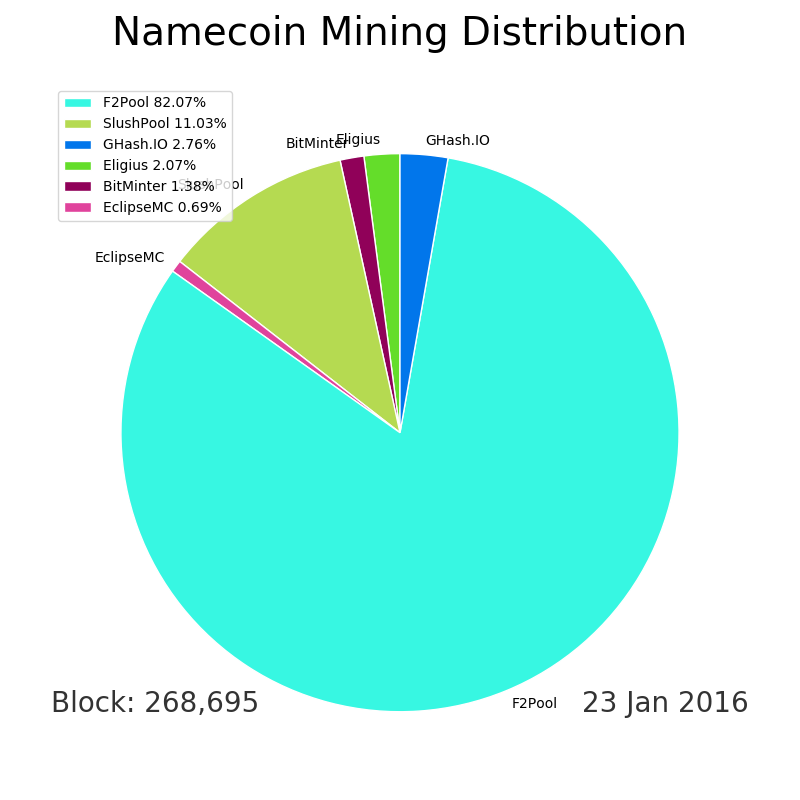 Namecoin Mining Distribution
F2Pool 82.07%
SlushPool 11.03%
GHash.IO 2.76%
Eligius 2.07%
BitMinter 1.38%
EclipseMC 0.69%
BitMinter
Eligius
GHash.IO
SlushPool
EclipseMC
F2Pool
Block: 268,695
23 Jan 2016